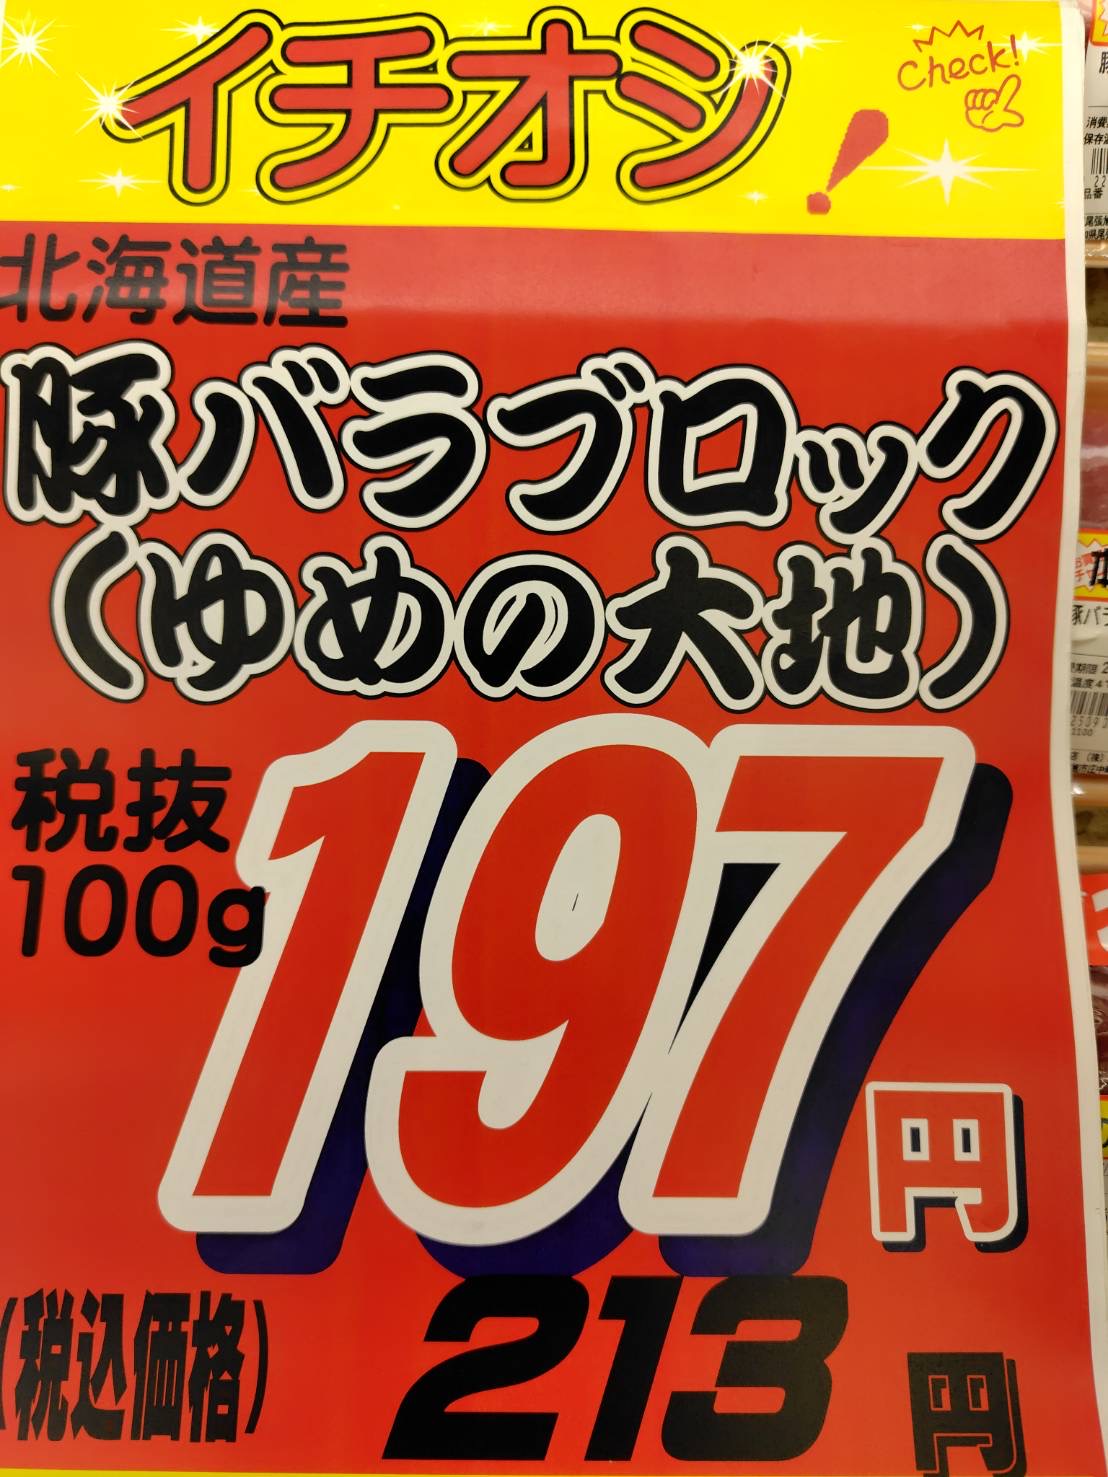 イチオシ!
Check!
北海道産
豚バラブロック
(ゆめの大地)
税抜
100g
197円
(税込価格)
213円